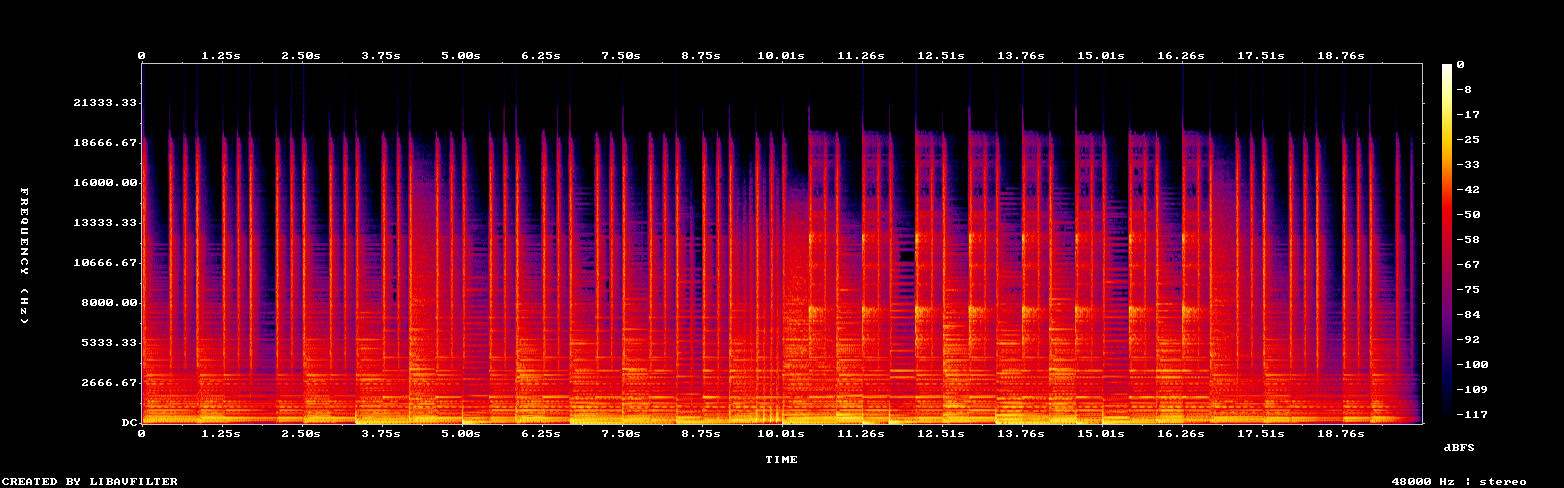 0 1.25s 2.50s 3.75s 5.00s 6.25s 7.50s 8.75s 10.01s 11.26s 12.51s 13.76s 15.01s 16.26s 17.51s 18.76s
21333.33
18666.67
16000.00
13333.33
10666.67
8000.00
5333.33
2666.67
DC
FREQUENCY (Hz)
0
-8
-17
-25
-33
-42
-50
-58
-67
-75
-84
-92
-100
-109
-117
0 1.25s 2.50s 3.75s 5.00s 6.25s 7.50s 8.75s 10.01s 11.26s 12.51s 13.76s 15.01s 16.26s 17.51s 18.76s
dBFS
TIME
CREATED BY LIBAVFILTER
48000 Hz | stereo